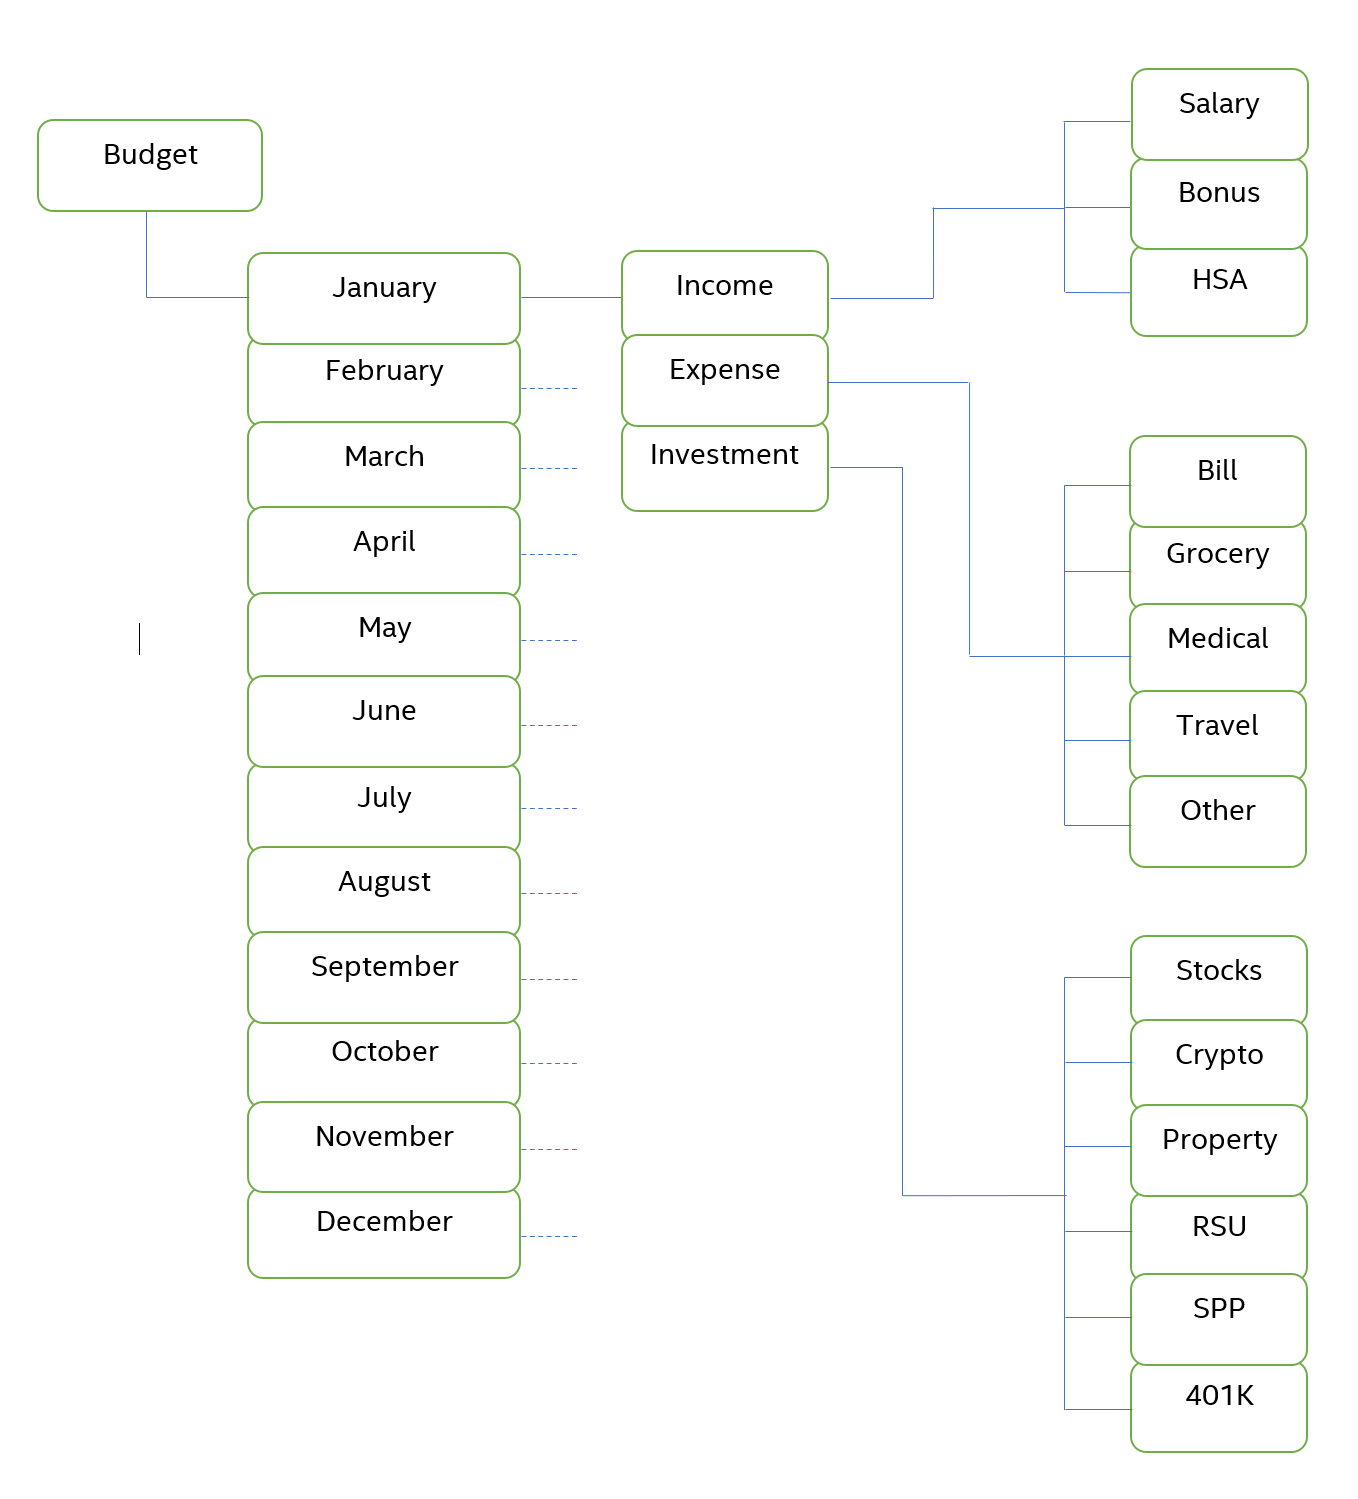 Budget
January
February
March
April
May
June
July
August
September
October
November
December
Income
Expense
Investment
Salary
Bonus
HSA
Bill
Grocery
Medical
Travel
Other
Stocks
Crypto
Property
RSU
SPP
401K